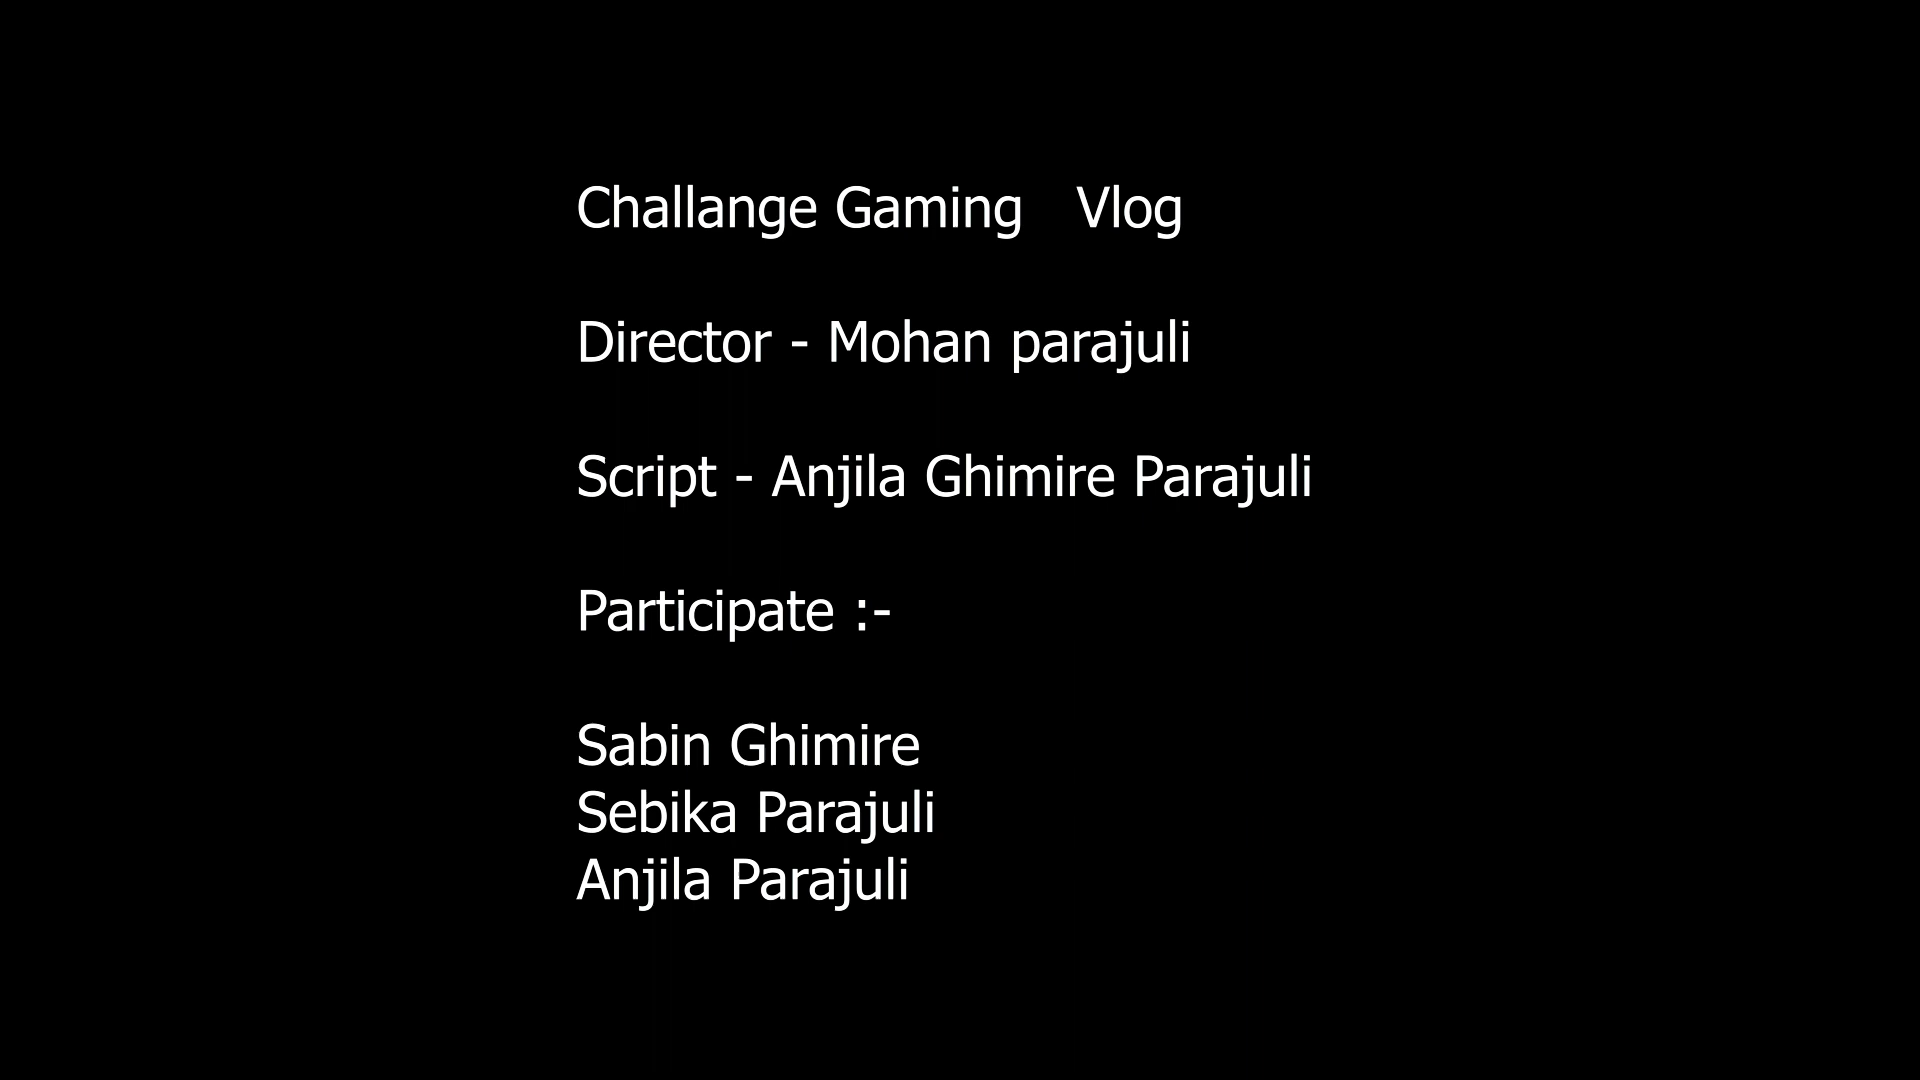 Challange Gaming   Vlog
Director - Mohan parajuli
Script - Anjila Ghimire Parajuli
Participate :-
Sabin Ghimire
Sebika Parajuli
Anjila Parajuli